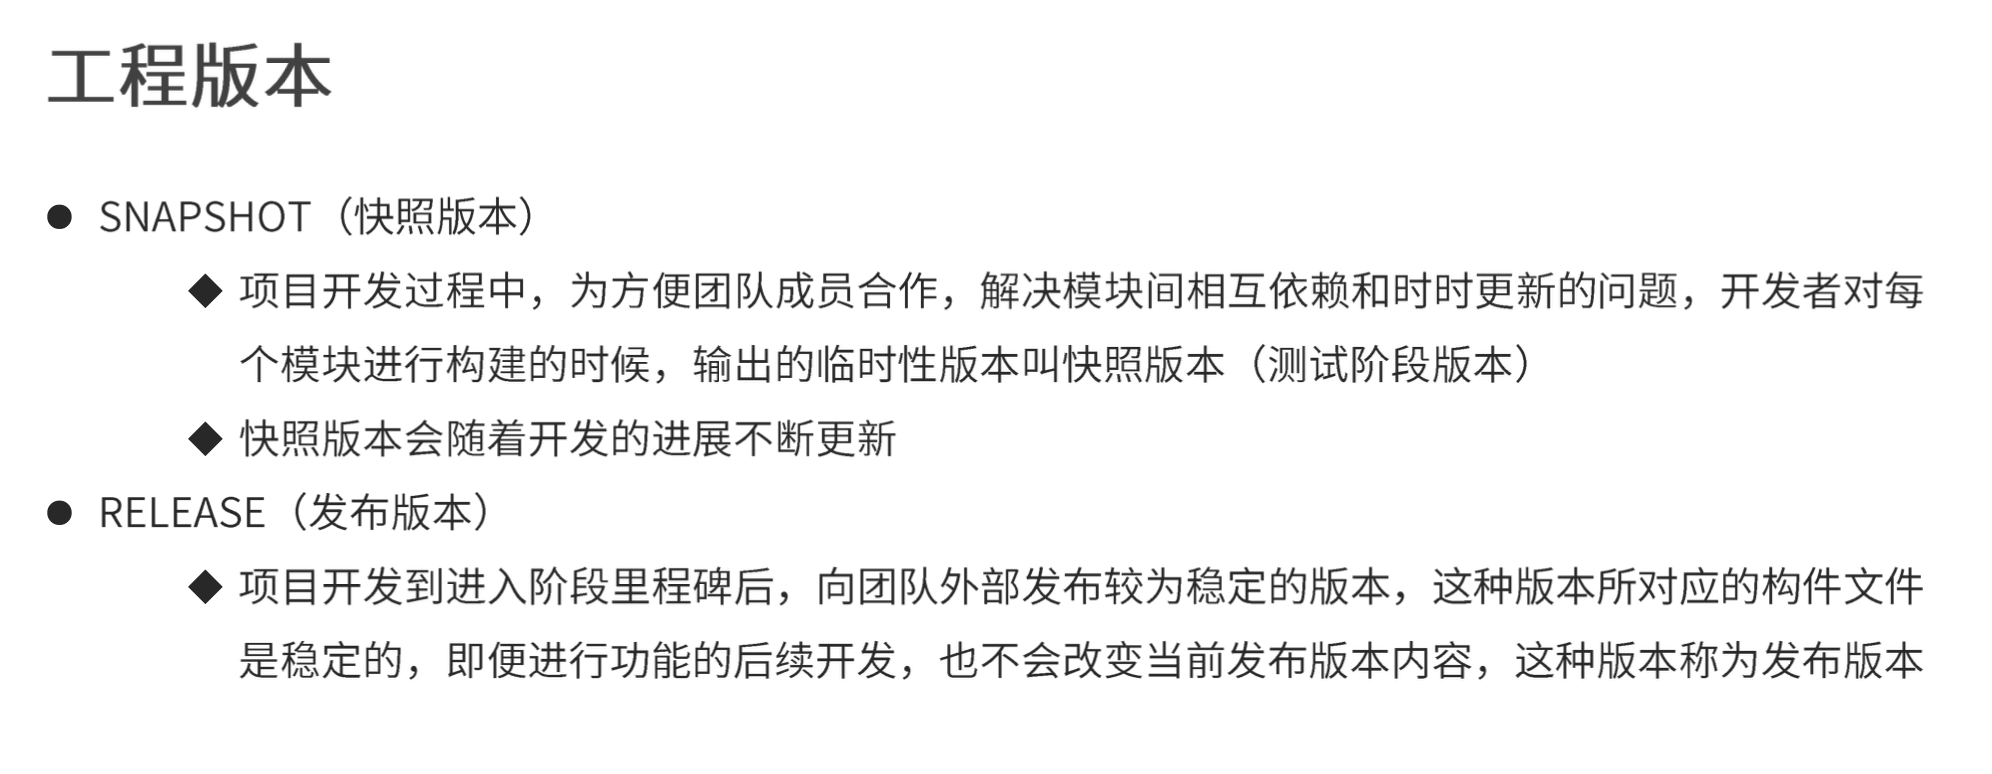 工程版本
● SNAPSHOT（快照版本）
◆ 项目开发过程中，为方便团队成员合作，解决模块间相互依赖和时时更新的问题，开发者对每
个模块进行构建的时候，输出的临时性版本叫快照版本（测试阶段版本）
◆ 快照版本会随着开发的进展不断更新
● RELEASE（发布版本）
◆ 项目开发到进入阶段里程碑后，向团队外部发布较为稳定的版本，这种版本所对应的构件文件
是稳定的，即便进行功能的后续开发，也不会改变当前发布版本内容，这种版本称为发布版本